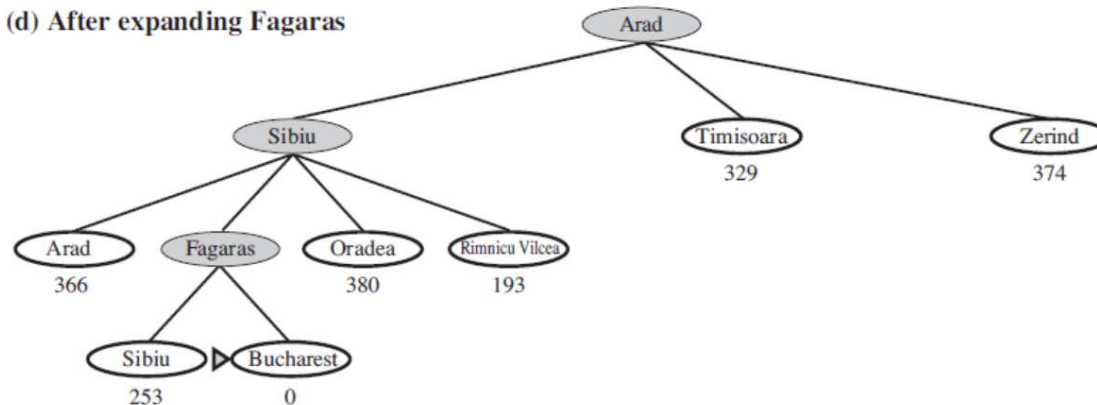 (d) After expanding Fagaras
Arad
Sibiu
Timisoara
Zerind
329
374
Arad
Fagaras
Oradea
Rimnicu Vilcea
366
380
193
Sibiu
Bucharest
253
0